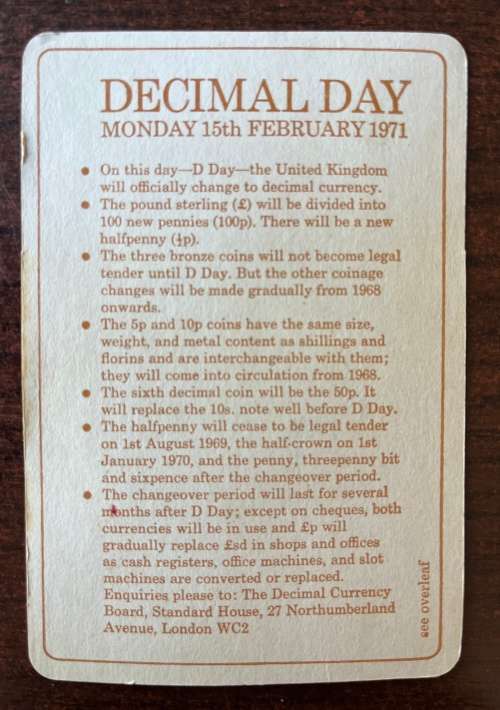 DECIMAL DAY
MONDAY 15th FEBRUARY 1971
● On this day—D Day—the United Kingdom
will officially change to decimal currency.
● The pound sterling (£) will be divided into
100 new pennies (100p). There will be a new
halfpenny (½p).
● The three bronze coins will not become legal
tender until D Day. But the other coinage
changes will be made gradually from 1968
onwards.
● The 5p and 10p coins have the same size,
weight, and metal content as shillings and
florins and are interchangeable with them;
they will come into circulation from 1968.
● The sixth decimal coin will be the 50p. It
will replace the 10s. note well before D Day.
● The halfpenny will cease to be legal tender
on 1st August 1969, the half-crown on 1st
January 1970, and the penny, threepenny bit
and sixpence after the changeover period.
● The changeover period will last for several
months after D Day; except on cheques, both
currencies will be in use and £p will
gradually replace £sd in shops and offices
as cash registers, office machines, and slot
machines are converted or replaced.
Enquiries please to: The Decimal Currency
Board, Standard House, 27 Northumberland
Avenue, London WC2
see overleaf